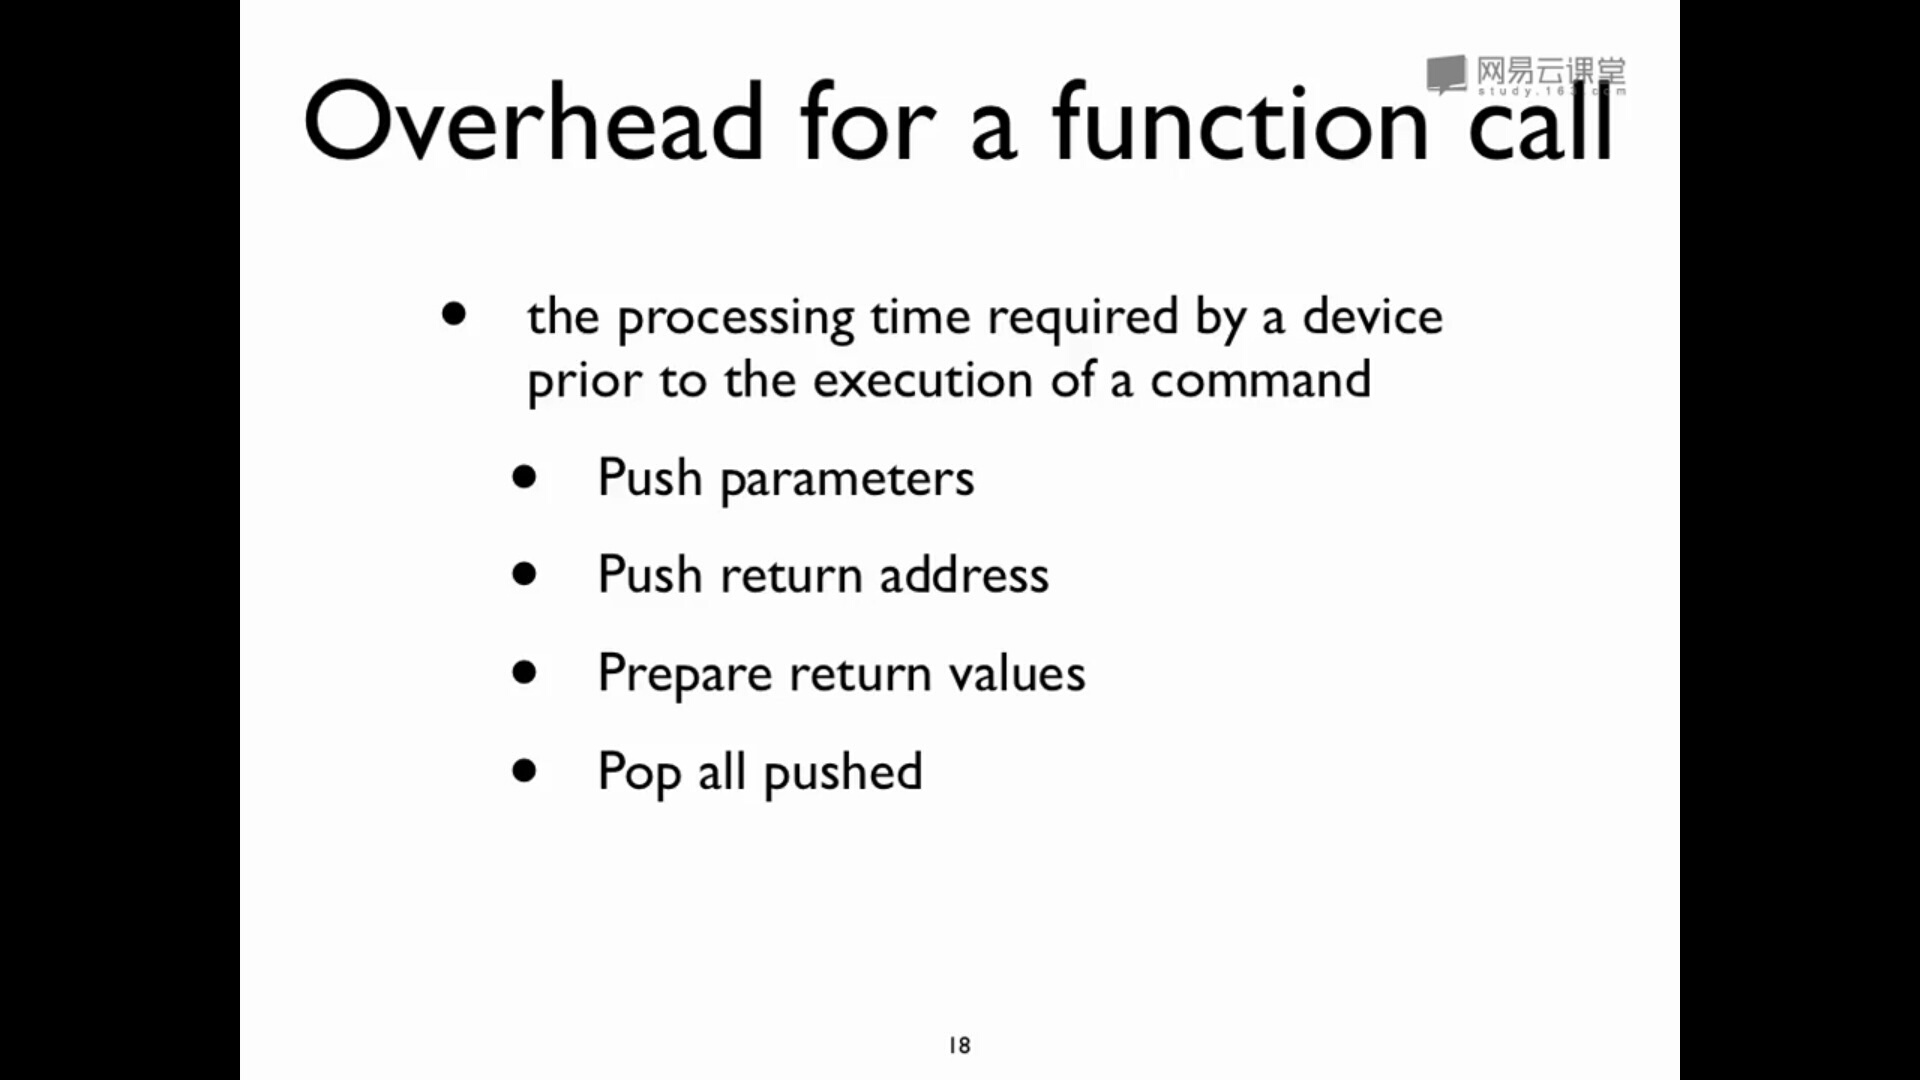 网易云课堂
study.163.com
Overhead for a function call
• the processing time required by a device
prior to the execution of a command
• Push parameters
• Push return address
• Prepare return values
• Pop all pushed
18